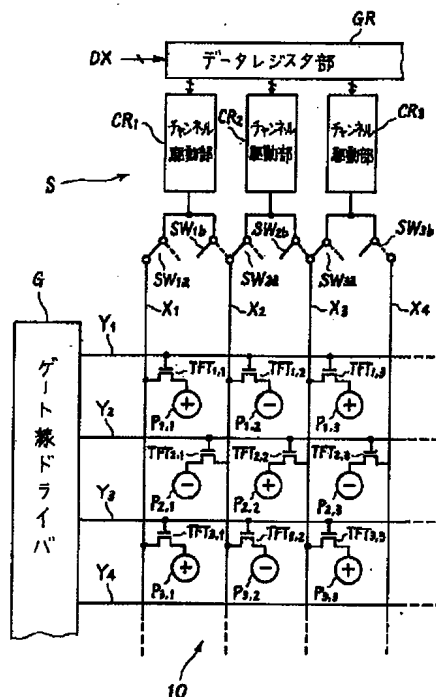 GR
DX
データレジスタ部
CR1 チャンネル駆動部
CR2 チャンネル駆動部
CR3 チャンネル駆動部
S
SW1b SW2b SW3b
SW1a SW2a SW3a
G
X1 X2 X3 X4
ゲート線ドライバ
Y1
TFT1,1 TFT1,2 TFT1,3
+ − +
P1,1 P1,2 P1,3
Y2
TFT2,1 TFT2,2 TFT2,3
− + −
P2,1 P2,2 P2,3
Y3
TFT3,1 TFT3,2 TFT3,3
+ − +
P3,1 P3,2 P3,3
Y4
10